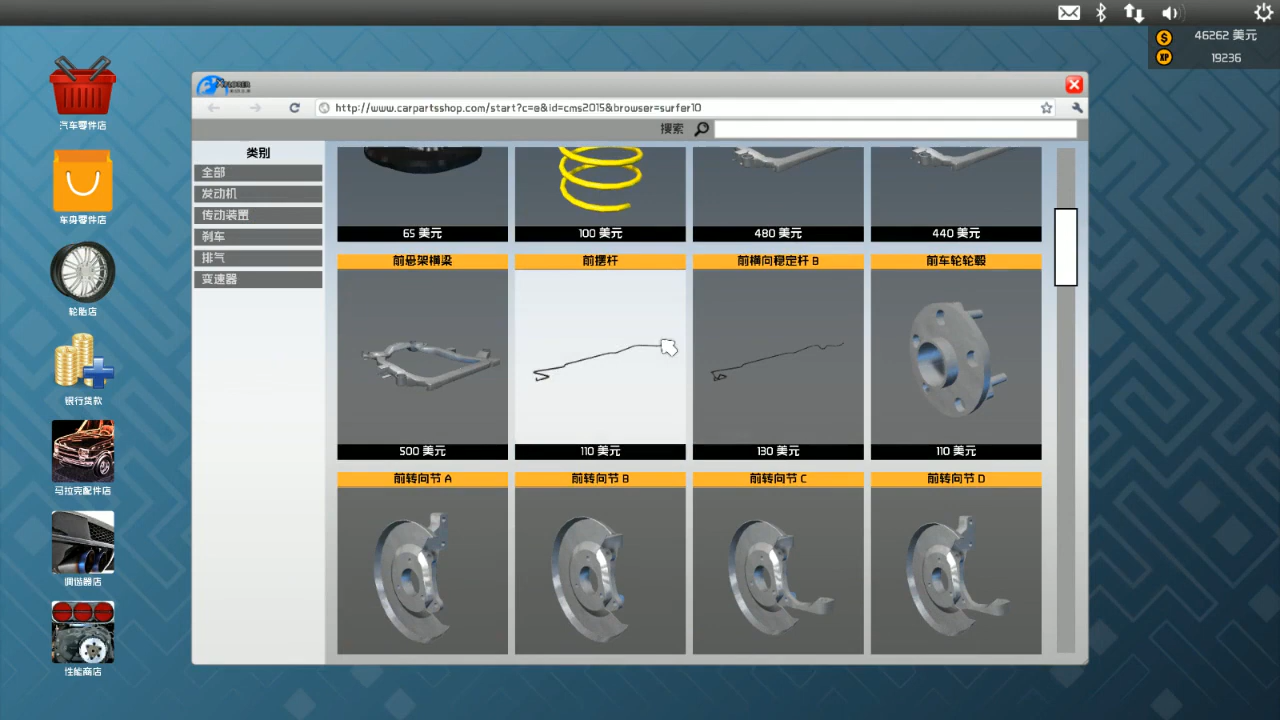 46262 美元
19236
http://www.carpartsshop.com/start?c=e&id=cms2015&browser=surfer10
搜索
类别
全部
发动机
传动装置
刹车
排气
变速器
汽车零件店
车身零件店
轮胎店
银行贷款
马拉松配件店
调谐器店
性能商店
65 美元
100 美元
480 美元
440 美元
前悬架横梁
前摆杆
前横向稳定杆 B
前车轮轮毂
500 美元
110 美元
130 美元
110 美元
前转向节 A
前转向节 B
前转向节 C
前转向节 D